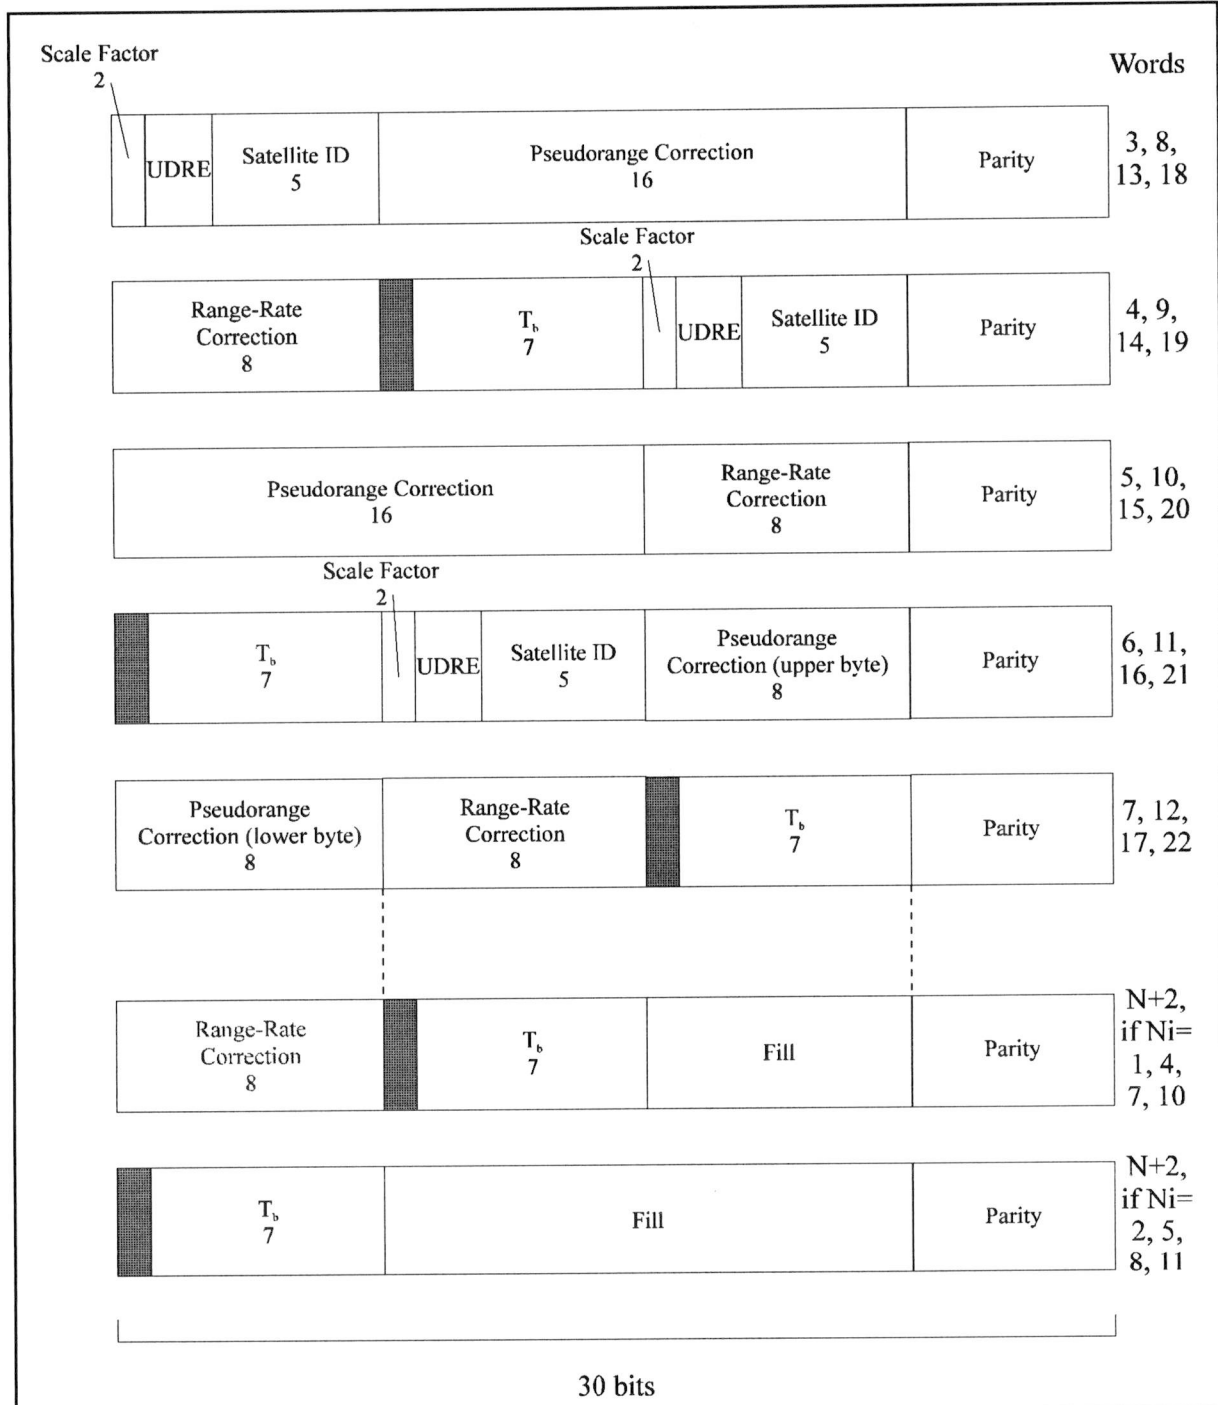 Scale Factor
2
Words
UDRE
Satellite ID
5
Pseudorange Correction
16
Parity
3, 8,
13, 18
Scale Factor
2
Range-Rate
Correction
8
T_b
7
UDRE
Satellite ID
5
Parity
4, 9,
14, 19
Pseudorange Correction
16
Range-Rate
Correction
8
Parity
5, 10,
15, 20
Scale Factor
2
T_b
7
UDRE
Satellite ID
5
Pseudorange
Correction (upper byte)
8
Parity
6, 11,
16, 21
Pseudorange
Correction (lower byte)
8
Range-Rate
Correction
8
T_b
7
Parity
7, 12,
17, 22
Range-Rate
Correction
8
T_b
7
Fill
Parity
N+2,
if Ni=
1, 4,
7, 10
T_b
7
Fill
Parity
N+2,
if Ni=
2, 5,
8, 11
30 bits